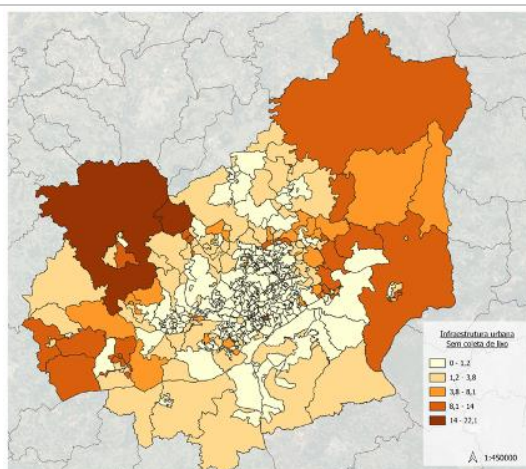 Infraestrutura urbana
Sem coleta de lixo
0 - 1,2
1,2 - 3,8
3,8 - 8,1
8,1 - 14
14 - 22,1
1:450000